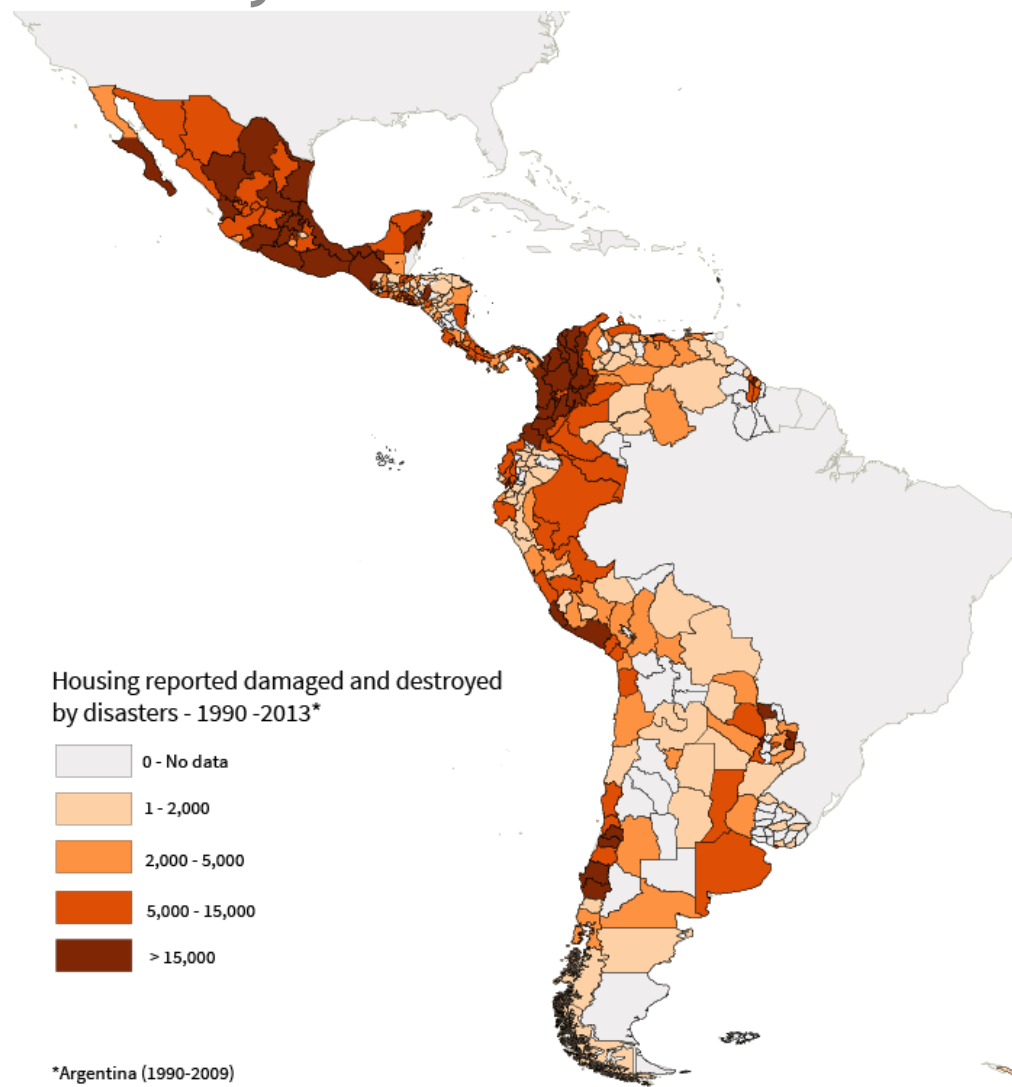 Housing reported damaged and destroyed
by disasters - 1990 -2013*
0 - No data
1 - 2,000
2,000 - 5,000
5,000 - 15,000
> 15,000
*Argentina (1990-2009)